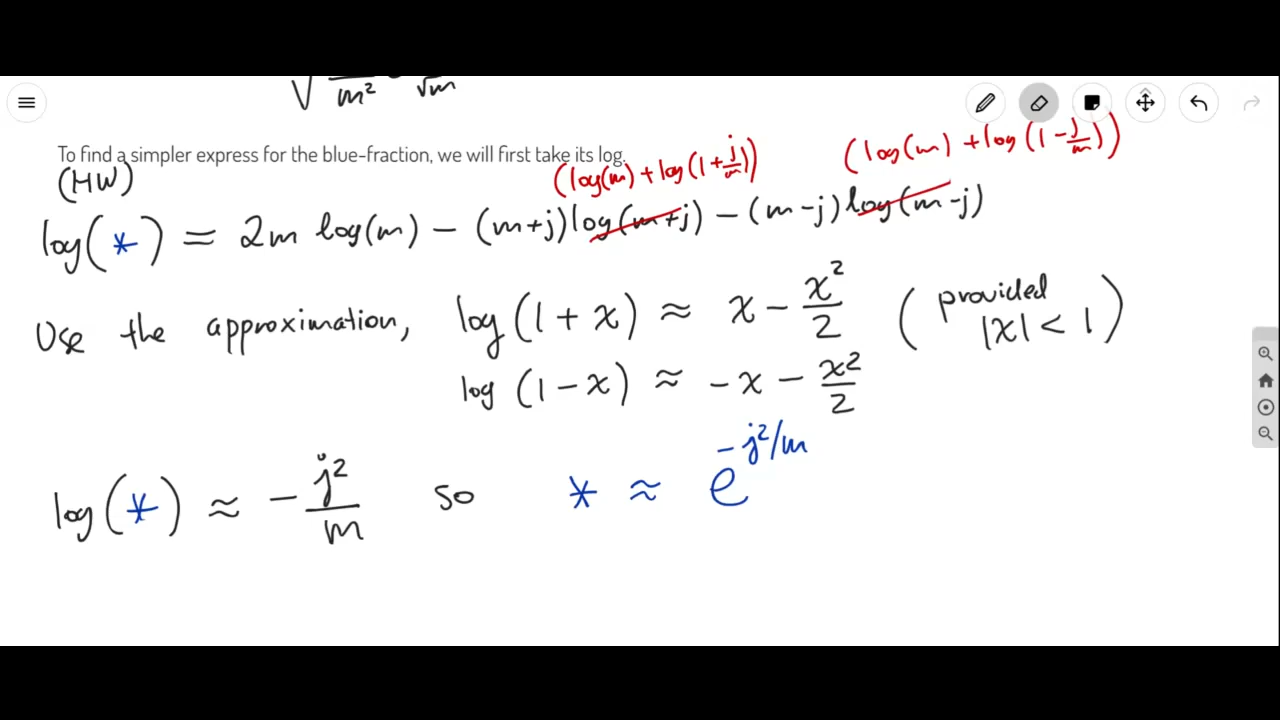 √ m² √m
To find a simpler express for the blue-fraction, we will first take its log.
(HW)
(log(m) + log(1 + j/m)) (log(m) + log(1 - j/m))
log(*) = 2m log(m) - (m+j) log(m+j) - (m-j) log(m-j)
Use the approximation, log(1 + x) ≈ x - x²/2 (provided |x| < 1)
log(1 - x) ≈ -x - x²/2
log(*) ≈ - j²/m so * ≈ e^(-j²/m)